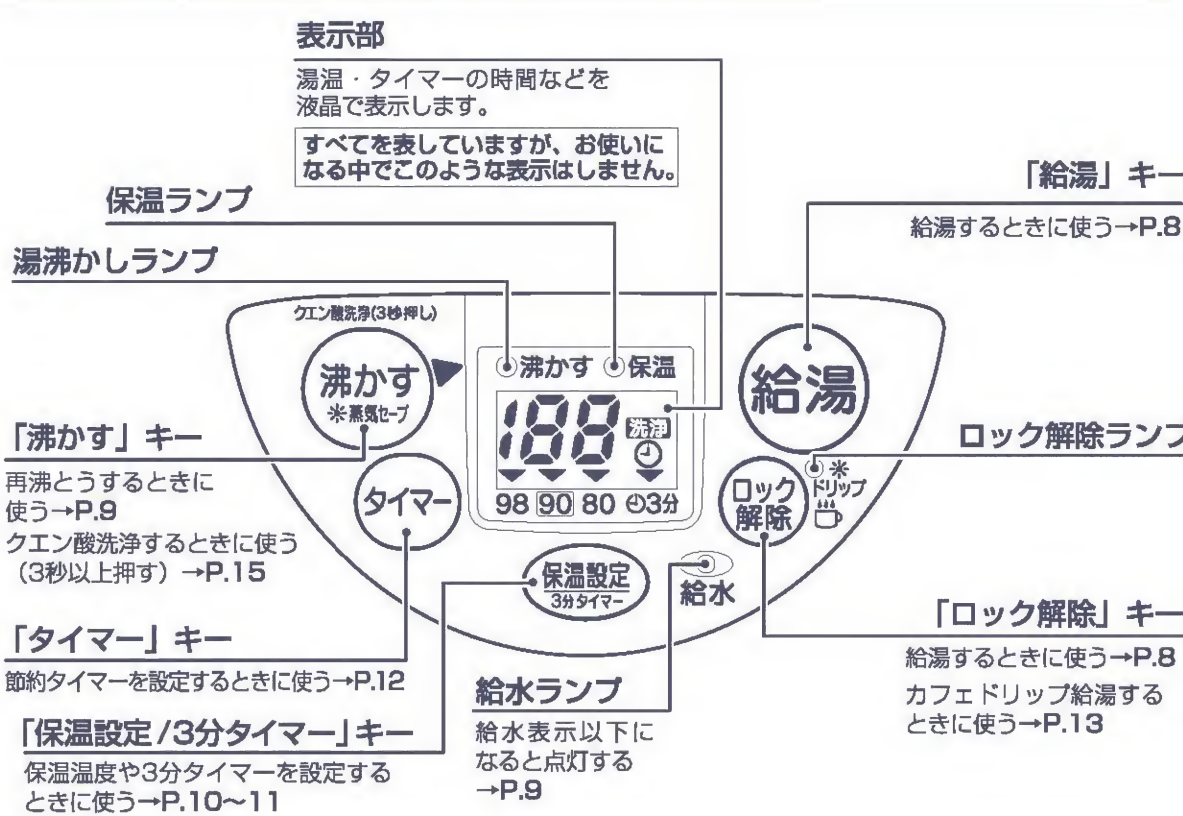 表示部
湯温・タイマーの時間などを
液晶で表示します。
すべてを表していますが、お使いに
なる中でこのような表示はしません。
保温ランプ
湯沸かしランプ
「給湯」キー
給湯するときに使う→P.8
クエン酸洗浄(3秒押し)
沸かす
蒸気セーブ
沸かす 保温
188 洗浄
98 90 80 3分
給湯
「沸かす」キー
再沸とうするときに
使う→P.9
クエン酸洗浄するときに使う
(3秒以上押す)→P.15
タイマー
ロック解除ランプ
ロック
解除
ドリップ
保温設定
3分タイマー
給水
「タイマー」キー
節約タイマーを設定するときに使う→P.12
「保温設定/3分タイマー」キー
保温温度や3分タイマーを設定する
ときに使う→P.10~11
給水ランプ
給水表示以下に
なると点灯する
→P.9
「ロック解除」キー
給湯するときに使う→P.8
カフェドリップ給湯する
ときに使う→P.13